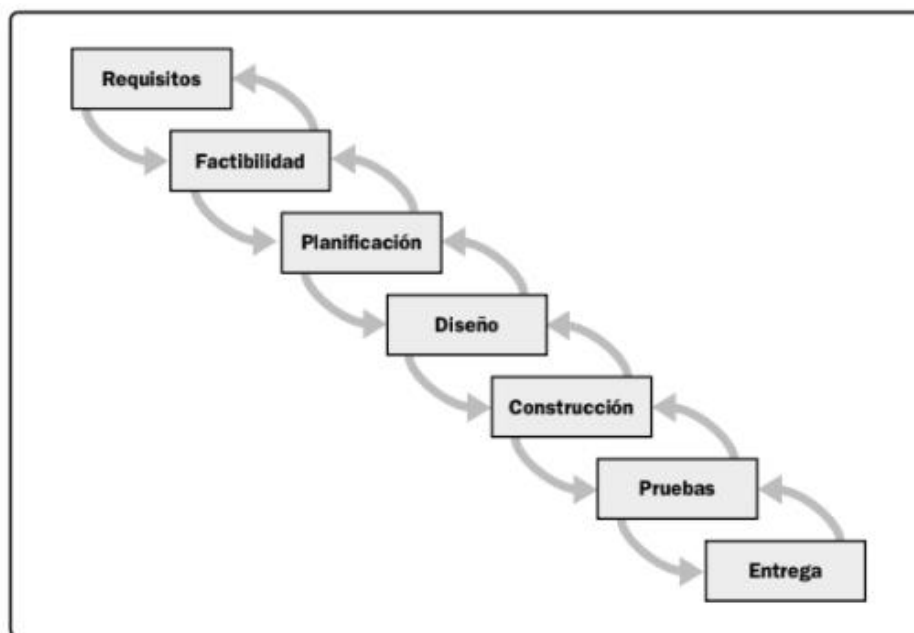 Requisitos
Factibilidad
Planificación
Diseño
Construcción
Pruebas
Entrega